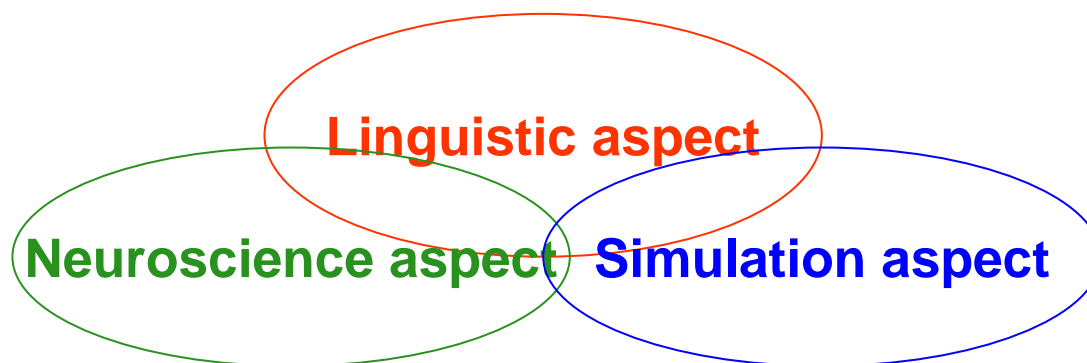 Linguistic aspect
Neuroscience aspect
Simulation aspect